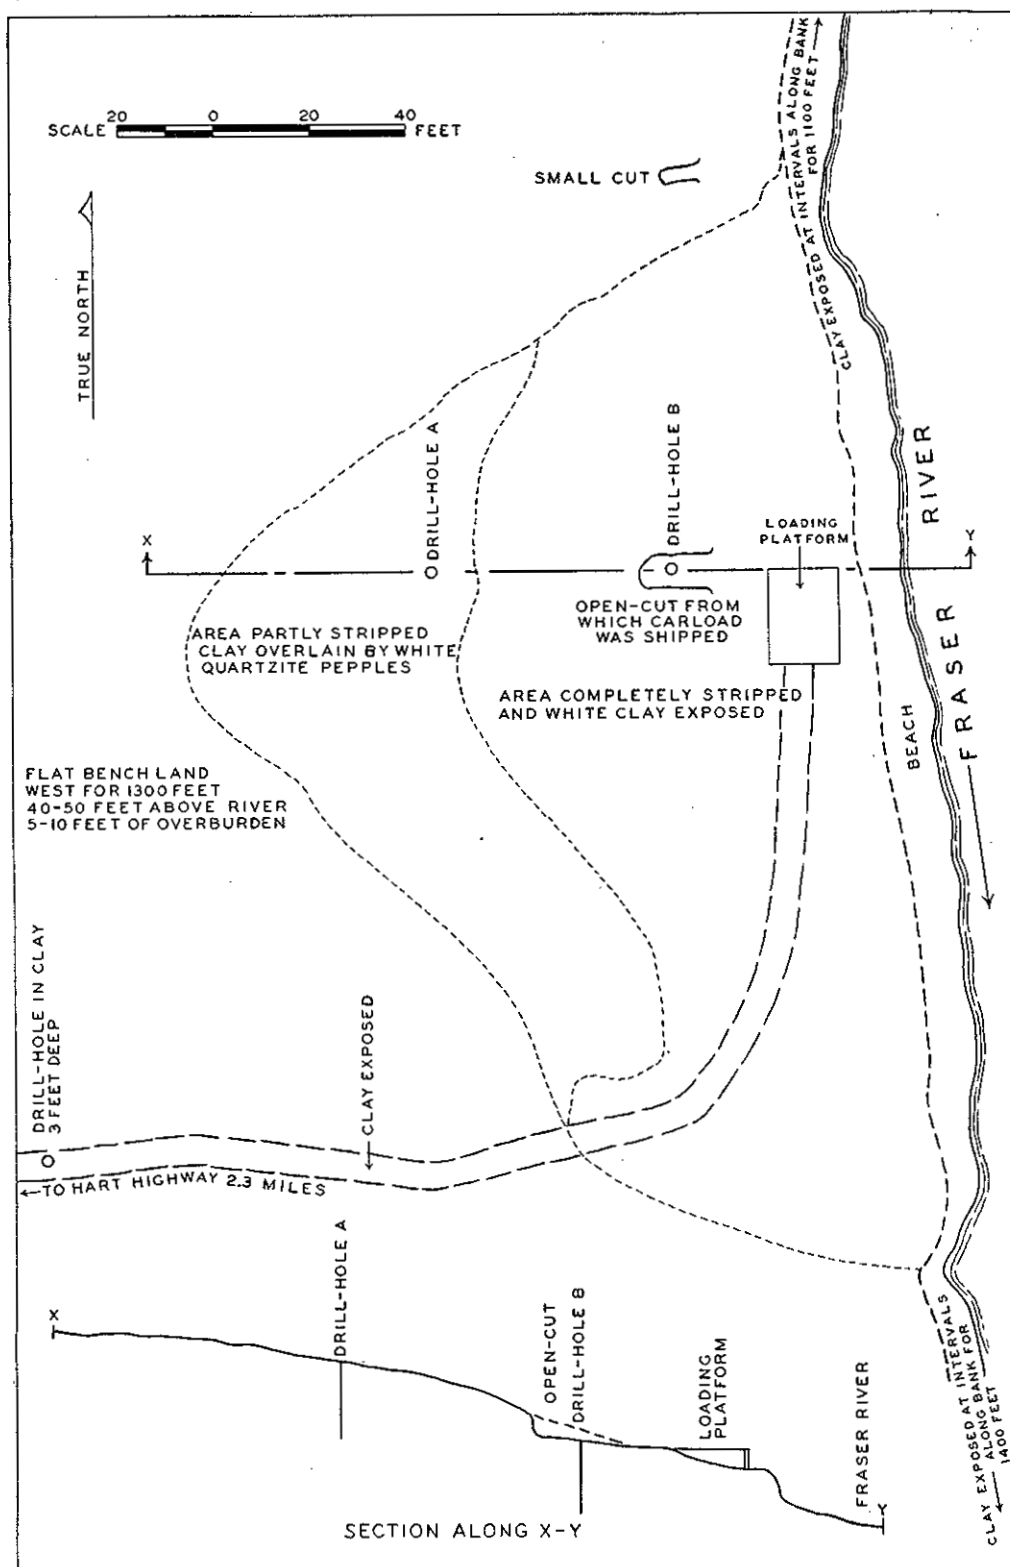 20 0 20 40
SCALE FEET
TRUE NORTH
SMALL CUT
CLAY EXPOSED AT INTERVALS ALONG BANK
FOR 1100 FEET
DRILL-HOLE A
DRILL-HOLE B
X
LOADING
PLATFORM
Y
FRASER RIVER
OPEN-CUT FROM
WHICH CARLOAD
WAS SHIPPED
AREA PARTLY STRIPPED
CLAY OVERLAIN BY WHITE
QUARTZITE PEPPLES
AREA COMPLETELY STRIPPED
AND WHITE CLAY EXPOSED
BEACH
FLAT BENCH LAND
WEST FOR 1300 FEET
40-50 FEET ABOVE RIVER
5-10 FEET OF OVERBURDEN
DRILL-HOLE IN CLAY
3 FEET DEEP
CLAY EXPOSED
TO HART HIGHWAY 2.3 MILES
X
DRILL-HOLE A
OPEN-CUT
DRILL-HOLE B
LOADING
PLATFORM
FRASER RIVER
Y
CLAY EXPOSED AT INTERVALS
ALONG BANK FOR
1400 FEET
SECTION ALONG X-Y